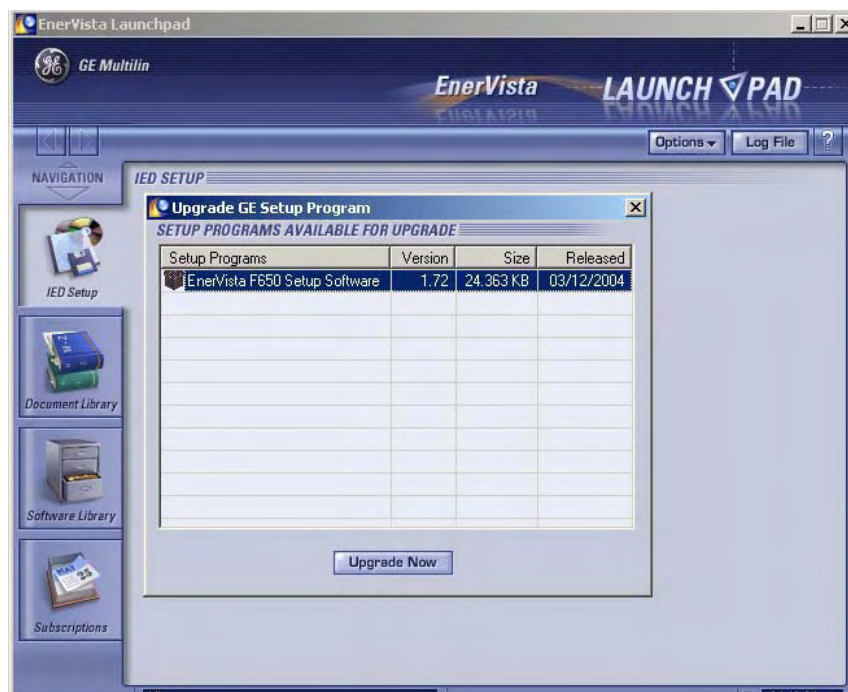 EnerVista Launchpad
GE Multilin
EnerVista LAUNCH PAD
Options Log File ?
NAVIGATION
IED SETUP
Upgrade GE Setup Program
SETUP PROGRAMS AVAILABLE FOR UPGRADE
Setup Programs Version Size Released
EnerVista F650 Setup Software 1.72 24.363 KB 03/12/2004
IED Setup
Document Library
Software Library
Upgrade Now
MAY 25
Subscriptions